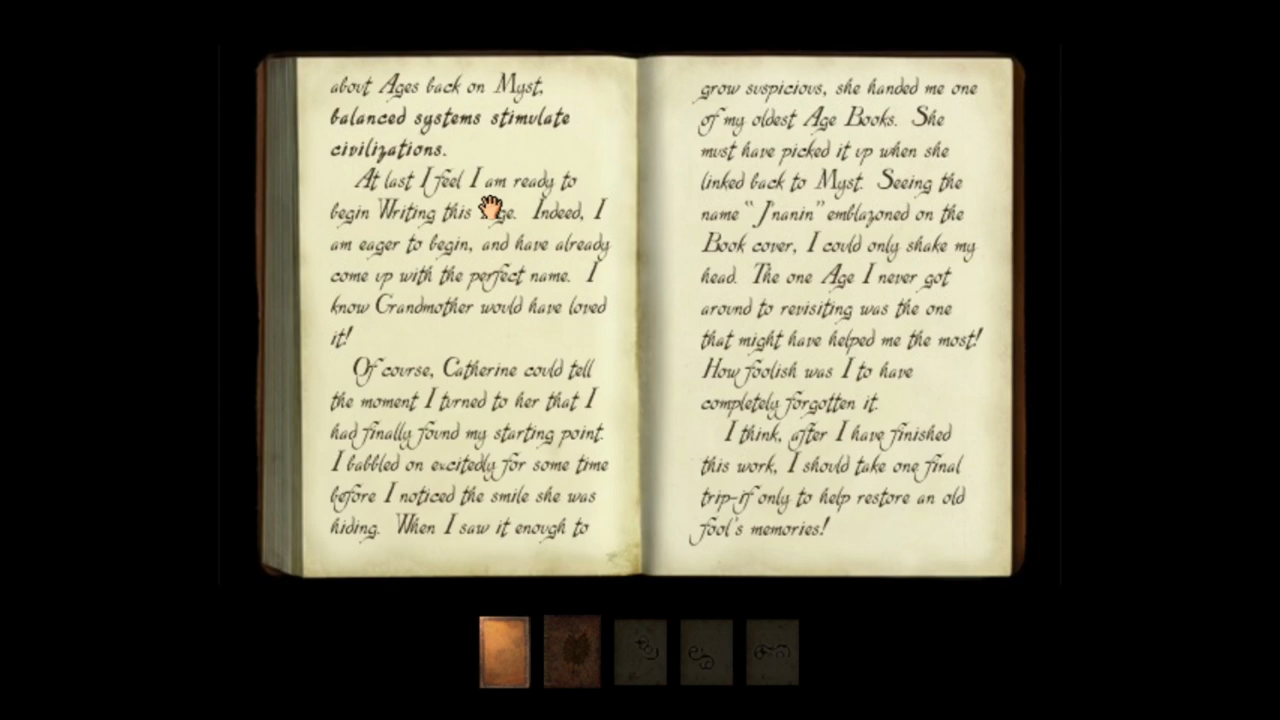 about Ages back on Myst,
balanced systems stimulate
civilizations.
At last I feel I am ready to
begin Writing this Age. Indeed, I
am eager to begin, and have already
come up with the perfect name. I
know Grandmother would have loved
it!
Of course, Catherine could tell
the moment I turned to her that I
had finally found my starting point.
I babbled on excitedly for some time
before I noticed the smile she was
hiding. When I saw it enough to
grow suspicious, she handed me one
of my oldest Age Books. She
must have picked it up when she
linked back to Myst. Seeing the
name "J'nanin" emblazoned on the
Book cover, I could only shake my
head. The one Age I never got
around to revisiting was the one
that might have helped me the most!
How foolish was I to have
completely forgotten it.
I think, after I have finished
this work, I should take one final
trip-if only to help restore an old
fool's memories!